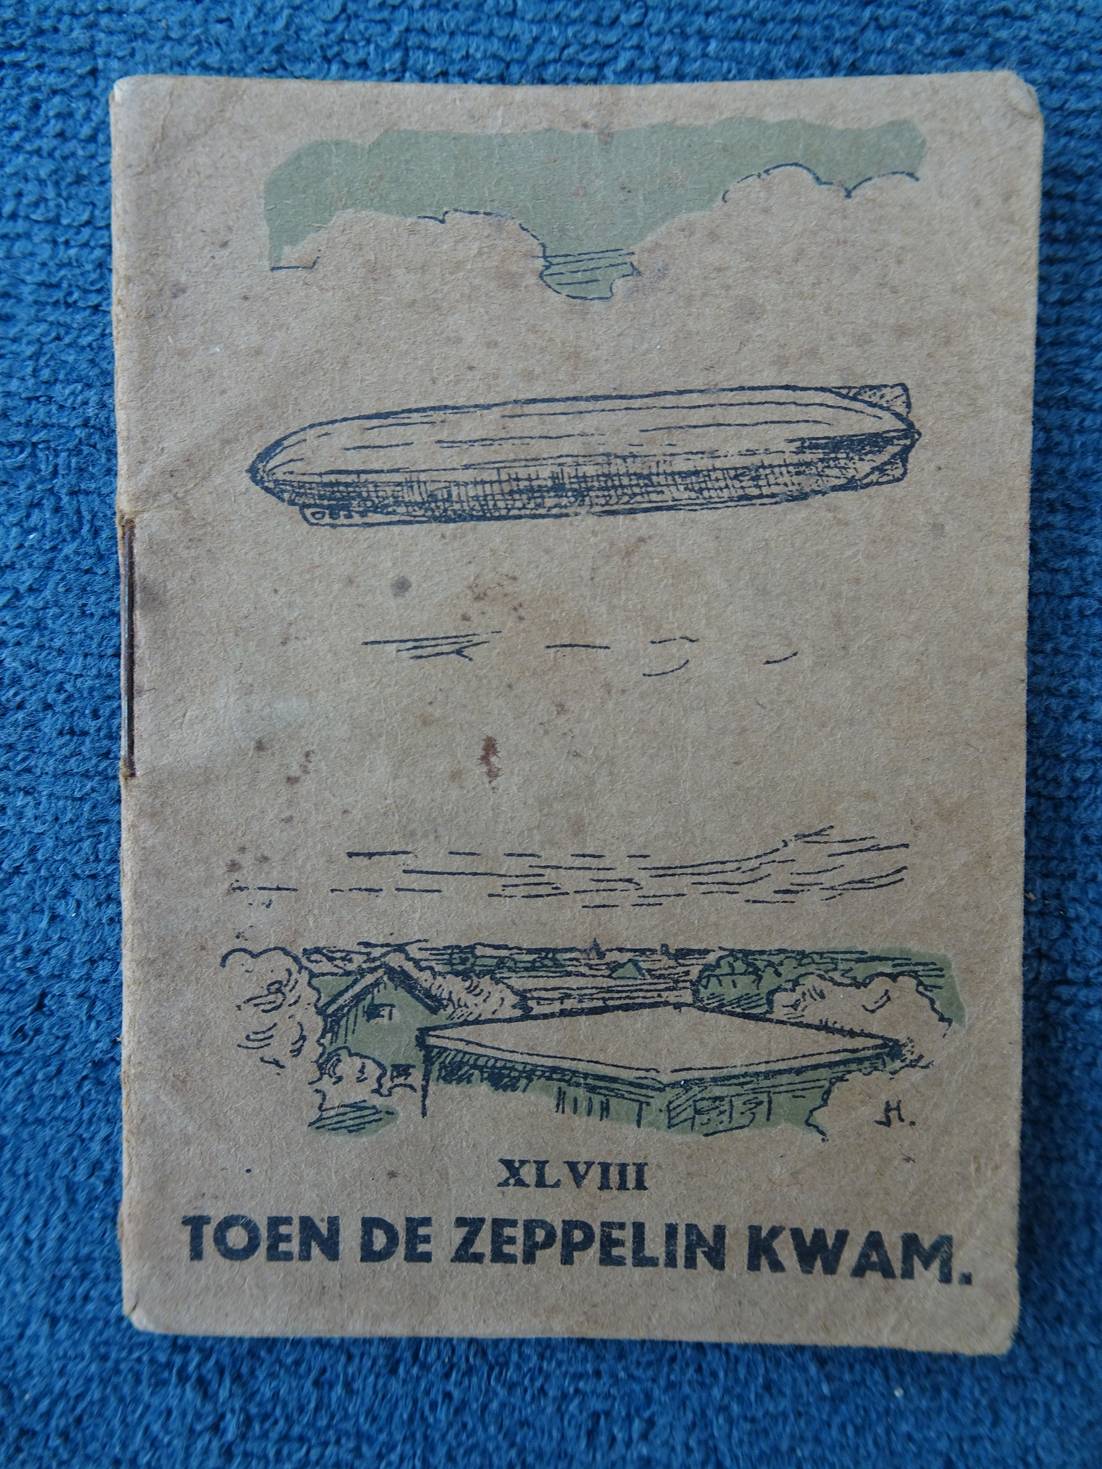 H.
XLVIII
TOEN DE ZEPPELIN KWAM.